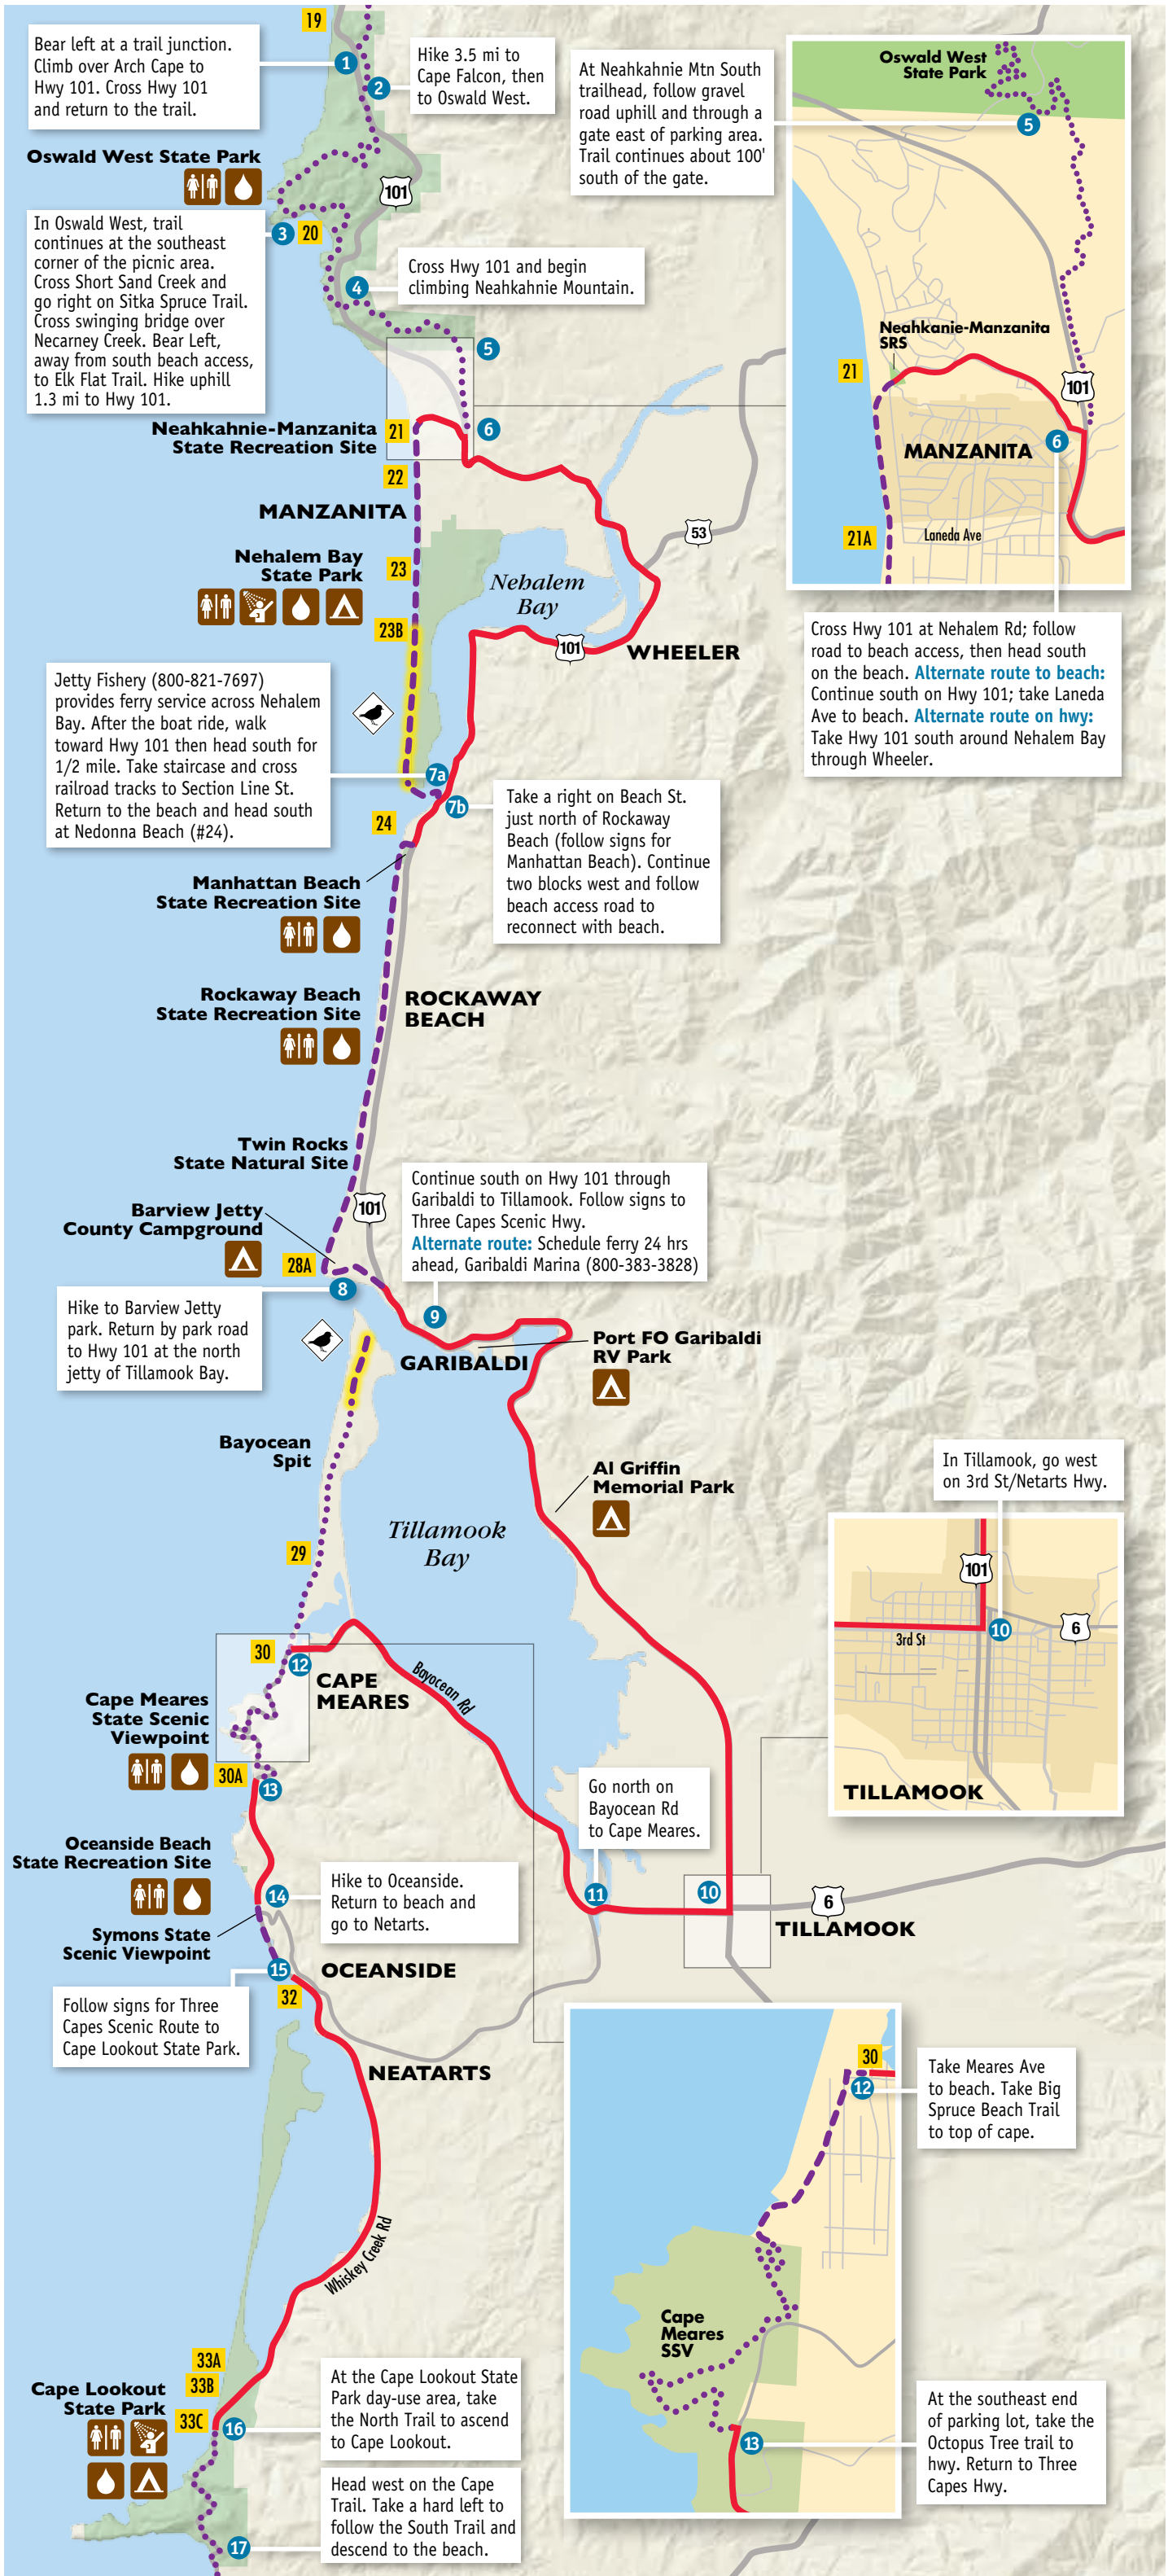 19
Bear left at a trail junction.
Climb over Arch Cape to
Hwy 101. Cross Hwy 101
and return to the trail.
1
2
Hike 3.5 mi to
Cape Falcon, then
to Oswald West.
At Neahkahnie Mtn South
trailhead, follow gravel
road uphill and through a
gate east of parking area.
Trail continues about 100'
south of the gate.
Oswald West
State Park
5
Oswald West State Park
101
In Oswald West, trail
continues at the southeast
corner of the picnic area.
Cross Short Sand Creek and
go right on Sitka Spruce Trail.
Cross swinging bridge over
Necarney Creek. Bear Left,
away from south beach access,
to Elk Flat Trail. Hike uphill
1.3 mi to Hwy 101.
3
20
Cross Hwy 101 and begin
climbing Neahkahnie Mountain.
4
5
Neahkanie-Manzanita
SRS
21
101
6
MANZANITA
21A
Laneda Ave
Neahkahnie-Manzanita
State Recreation Site
21
6
22
MANZANITA
53
Nehalem Bay
State Park
23
Nehalem
Bay
23B
101
WHEELER
Cross Hwy 101 at Nehalem Rd; follow
road to beach access, then head south
on the beach. Alternate route to beach:
Continue south on Hwy 101; take Laneda
Ave to beach. Alternate route on hwy:
Take Hwy 101 south around Nehalem Bay
through Wheeler.
Jetty Fishery (800-821-7697)
provides ferry service across Nehalem
Bay. After the boat ride, walk
toward Hwy 101 then head south for
1/2 mile. Take staircase and cross
railroad tracks to Section Line St.
Return to the beach and head south
at Nedonna Beach (#24).
7a
7b
24
Take a right on Beach St.
just north of Rockaway
Beach (follow signs for
Manhattan Beach). Continue
two blocks west and follow
beach access road to
reconnect with beach.
Manhattan Beach
State Recreation Site
Rockaway Beach
State Recreation Site
ROCKAWAY
BEACH
Twin Rocks
State Natural Site
101
Continue south on Hwy 101 through
Garibaldi to Tillamook. Follow signs to
Three Capes Scenic Hwy.
Alternate route: Schedule ferry 24 hrs
ahead, Garibaldi Marina (800-383-3828)
Barview Jetty
County Campground
28A
8
9
Hike to Barview Jetty
park. Return by park road
to Hwy 101 at the north
jetty of Tillamook Bay.
GARIBALDI
Port FO Garibaldi
RV Park
Bayocean
Spit
Al Griffin
Memorial Park
In Tillamook, go west
on 3rd St/Netarts Hwy.
Tillamook
Bay
29
101
10
6
3rd St
TILLAMOOK
30
12
CAPE
MEARES
Bayocean Rd
Cape Meares
State Scenic
Viewpoint
30A
13
Go north on
Bayocean Rd
to Cape Meares.
Oceanside Beach
State Recreation Site
14
Hike to Oceanside.
Return to beach and
go to Netarts.
11
10
6
TILLAMOOK
Symons State
Scenic Viewpoint
15
OCEANSIDE
32
Follow signs for Three
Capes Scenic Route to
Cape Lookout State Park.
NEATARTS
30
12
Take Meares Ave
to beach. Take Big
Spruce Beach Trail
to top of cape.
Whiskey Creek Rd
Cape
Meares
SSV
13
At the southeast end
of parking lot, take the
Octopus Tree trail to
hwy. Return to Three
Capes Hwy.
33A
33B
33C
Cape Lookout
State Park
16
At the Cape Lookout State
Park day-use area, take
the North Trail to ascend
to Cape Lookout.
Head west on the Cape
Trail. Take a hard left to
follow the South Trail and
descend to the beach.
17